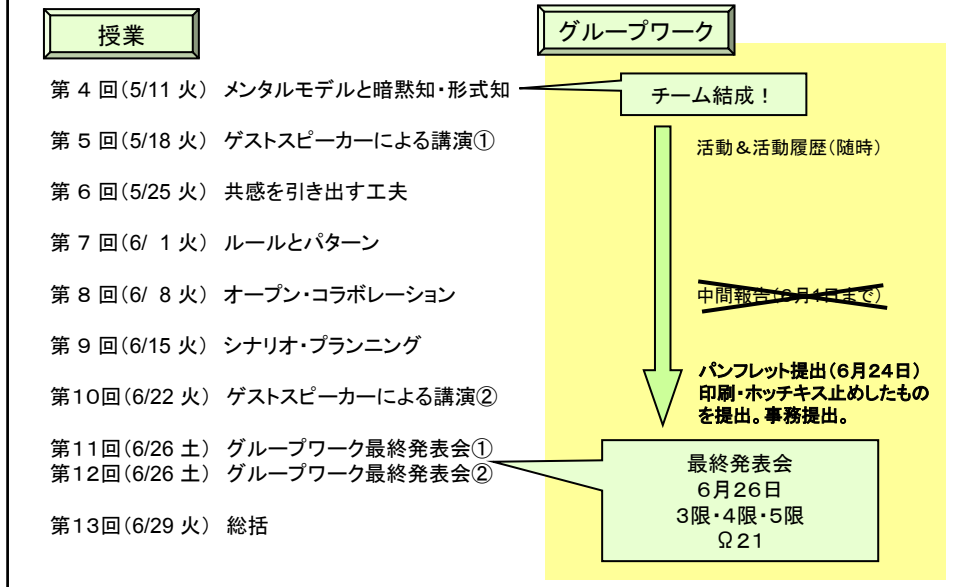 授業
グループワーク
第４回（5/11 火） メンタルモデルと暗黙知・形式知
チーム結成！
第５回（5/18 火） ゲストスピーカーによる講演①
活動＆活動履歴（随時）
第６回（5/25 火） 共感を引き出す工夫
第７回（6/ 1 火） ルールとパターン
第８回（6/ 8 火） オープン・コラボレーション
中間報告（6月1日まで）
第９回（6/15 火） シナリオ・プランニング
第１０回（6/22 火） ゲストスピーカーによる講演②
パンフレット提出（6月24日）
印刷・ホッチキス止めしたもの
を提出。事務提出。
第１１回（6/26 土） グループワーク最終発表会①
第１２回（6/26 土） グループワーク最終発表会②
最終発表会
６月26日
3限・4限・5限
Ω２１
第１３回（6/29 火） 総括